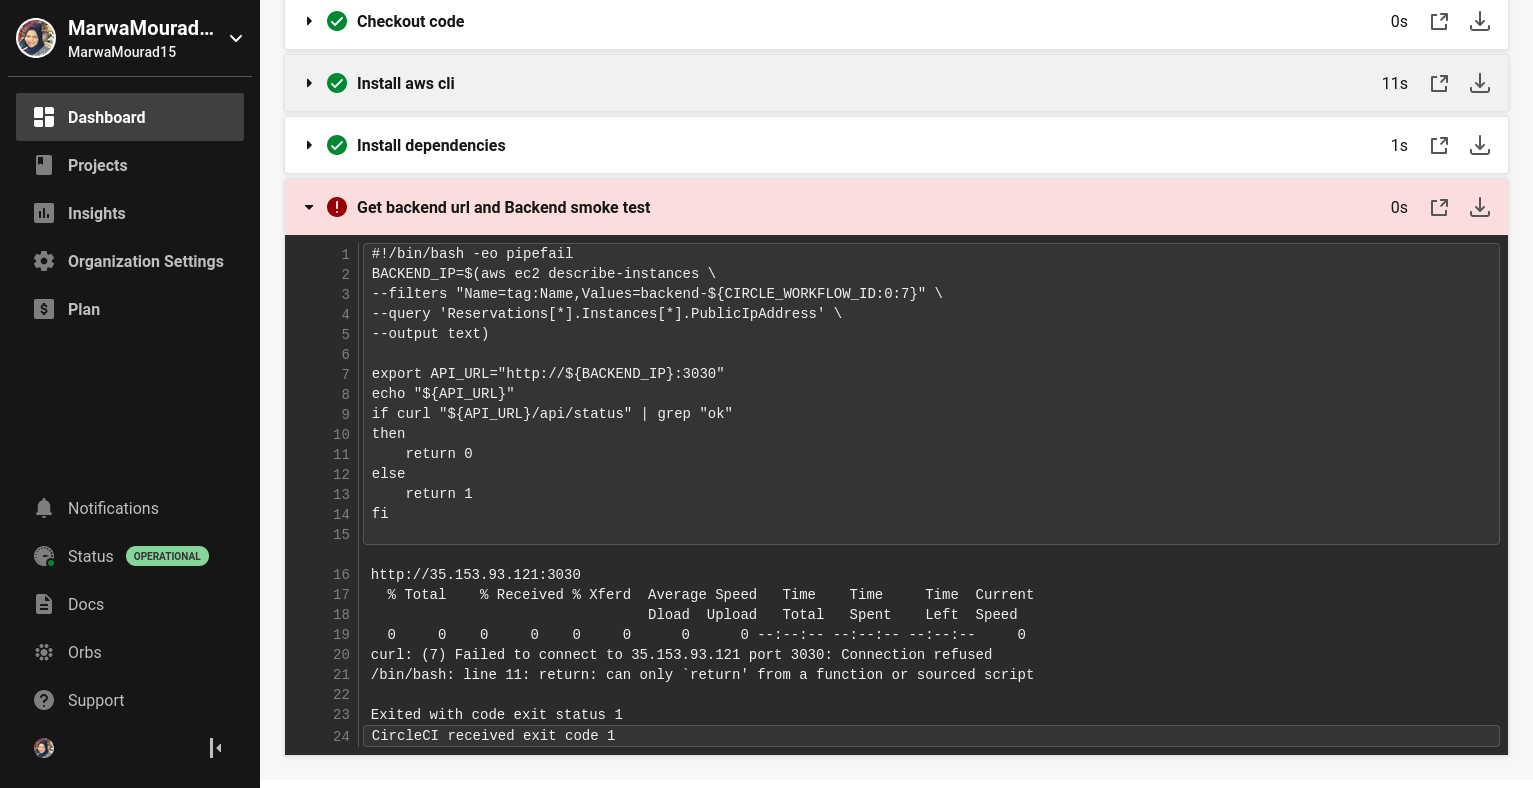 MarwaMourad...
MarwaMourad15
Dashboard
Projects
Insights
Organization Settings
Plan
Notifications
Status OPERATIONAL
Docs
Orbs
Support
Checkout code 0s
Install aws cli 11s
Install dependencies 1s
Get backend url and Backend smoke test 0s
1 #!/bin/bash -eo pipefail
2 BACKEND_IP=$(aws ec2 describe-instances \
3 --filters "Name=tag:Name,Values=backend-${CIRCLE_WORKFLOW_ID:0:7}" \
4 --query 'Reservations[*].Instances[*].PublicIpAddress' \
5 --output text)
6
7 export API_URL="http://${BACKEND_IP}:3030"
8 echo "${API_URL}"
9 if curl "${API_URL}/api/status" | grep "ok"
10 then
11     return 0
12 else
13     return 1
14 fi
15
16 http://35.153.93.121:3030
17   % Total    % Received % Xferd  Average Speed   Time    Time     Time  Current
18                                  Dload  Upload   Total   Spent    Left  Speed
19   0     0    0     0    0     0      0      0 --:--:-- --:--:-- --:--:--     0
20 curl: (7) Failed to connect to 35.153.93.121 port 3030: Connection refused
21 /bin/bash: line 11: return: can only `return' from a function or sourced script
22
23 Exited with code exit status 1
24 CircleCI received exit code 1